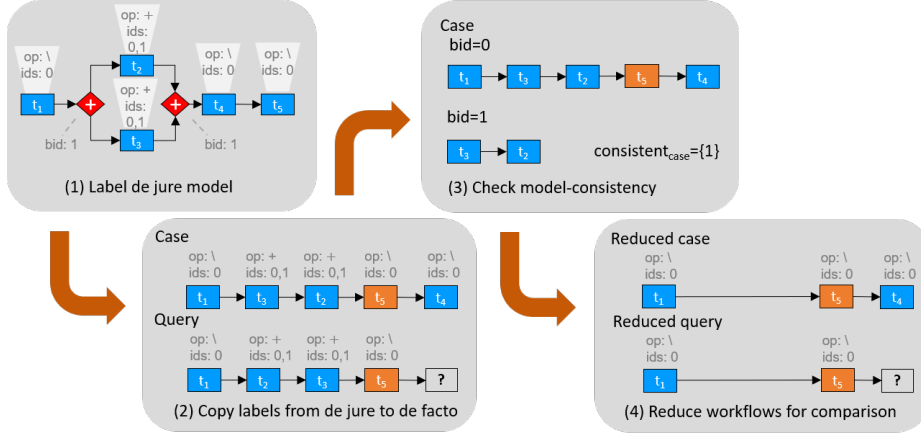 op: +
ids:
0,1
op: \
ids: 0
op: \
ids: 0
op: \
ids: 0
t2
t1
+
op: +
ids:
0,1
+
t4
t5
bid: 1
t3
bid: 1
(1) Label de jure model
Case
bid=0
t1
t3
t2
t5
t4
bid=1
t3
t2
consistentcase={1}
(3) Check model-consistency
Case
op: \
ids: 0
op: +
ids: 0,1
op: +
ids: 0,1
op: \
ids: 0
op: \
ids: 0
t1
t3
t2
t5
t4
Query
op: \
ids: 0
op: +
ids: 0,1
op: +
ids: 0,1
op: \
ids: 0
t1
t2
t3
t5
?
(2) Copy labels from de jure to de facto
Reduced case
op: \
ids: 0
op: \
ids: 0
op: \
ids: 0
t1
t5
t4
Reduced query
op: \
ids: 0
op: \
ids: 0
t1
t5
?
(4) Reduce workflows for comparison